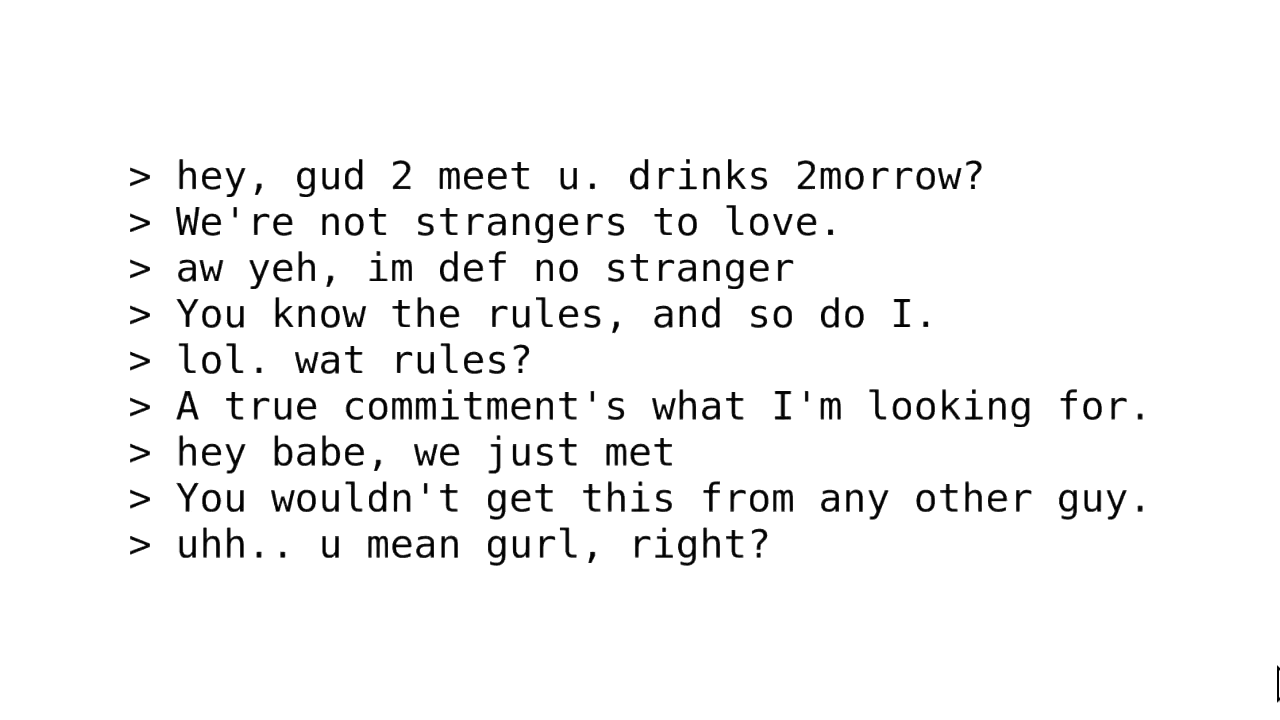 > hey, gud 2 meet u. drinks 2morrow?
> We're not strangers to love.
> aw yeh, im def no stranger
> You know the rules, and so do I.
> lol. wat rules?
> A true commitment's what I'm looking for.
> hey babe, we just met
> You wouldn't get this from any other guy.
> uhh.. u mean gurl, right?